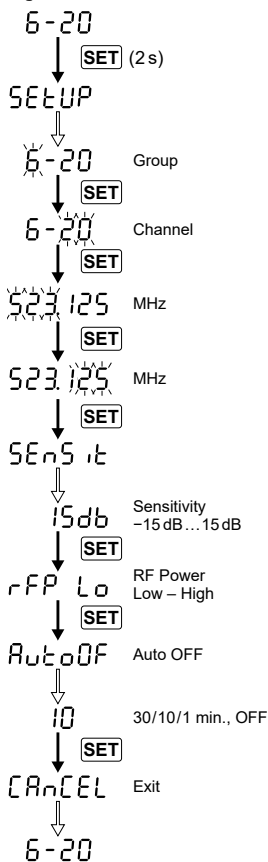 6-20
SET (2 s)
SEtUP
6-20 Group
SET
6-20 Channel
SET
523.125 MHz
SET
523.125 MHz
SET
SEnSit
15db Sensitivity
−15 dB…15 dB
SET
rFP Lo RF Power
Low – High
SET
AutoOF Auto OFF
10 30/10/1 min., OFF
SET
CAnCEL Exit
6-20